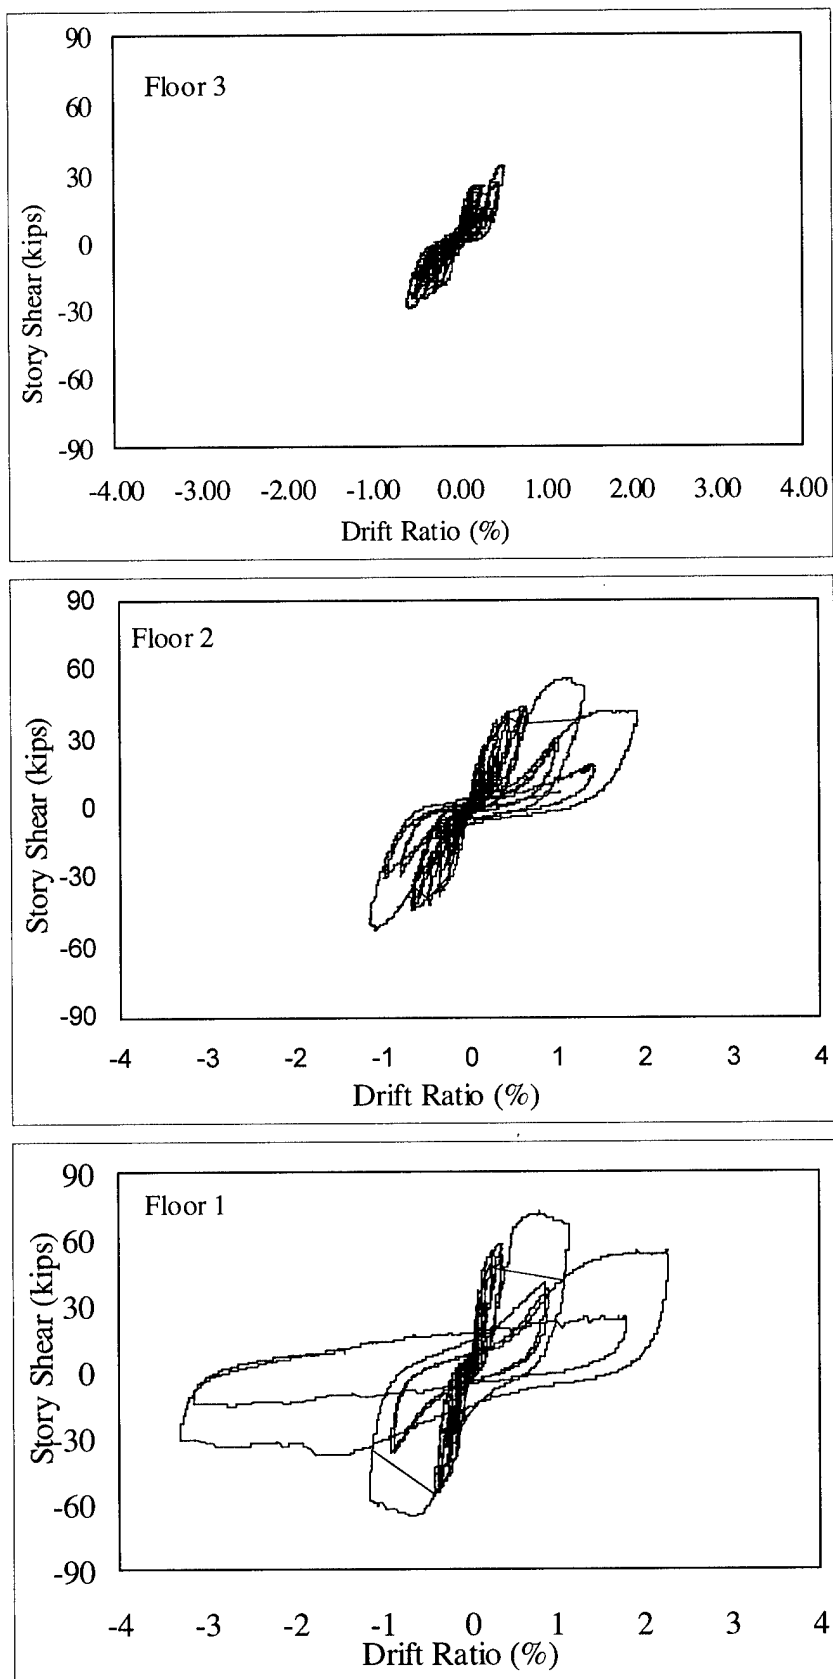 90
Floor 3
60
30
0
-30
-60
-90
Story Shear (kips)
-4.00 -3.00 -2.00 -1.00 0.00 1.00 2.00 3.00 4.00
Drift Ratio (%)
90
Floor 2
60
30
0
-30
-60
-90
Story Shear (kips)
-4 -3 -2 -1 0 1 2 3 4
Drift Ratio (%)
90
Floor 1
60
30
0
-30
-60
-90
Story Shear (kips)
-4 -3 -2 -1 0 1 2 3 4
Drift Ratio (%)